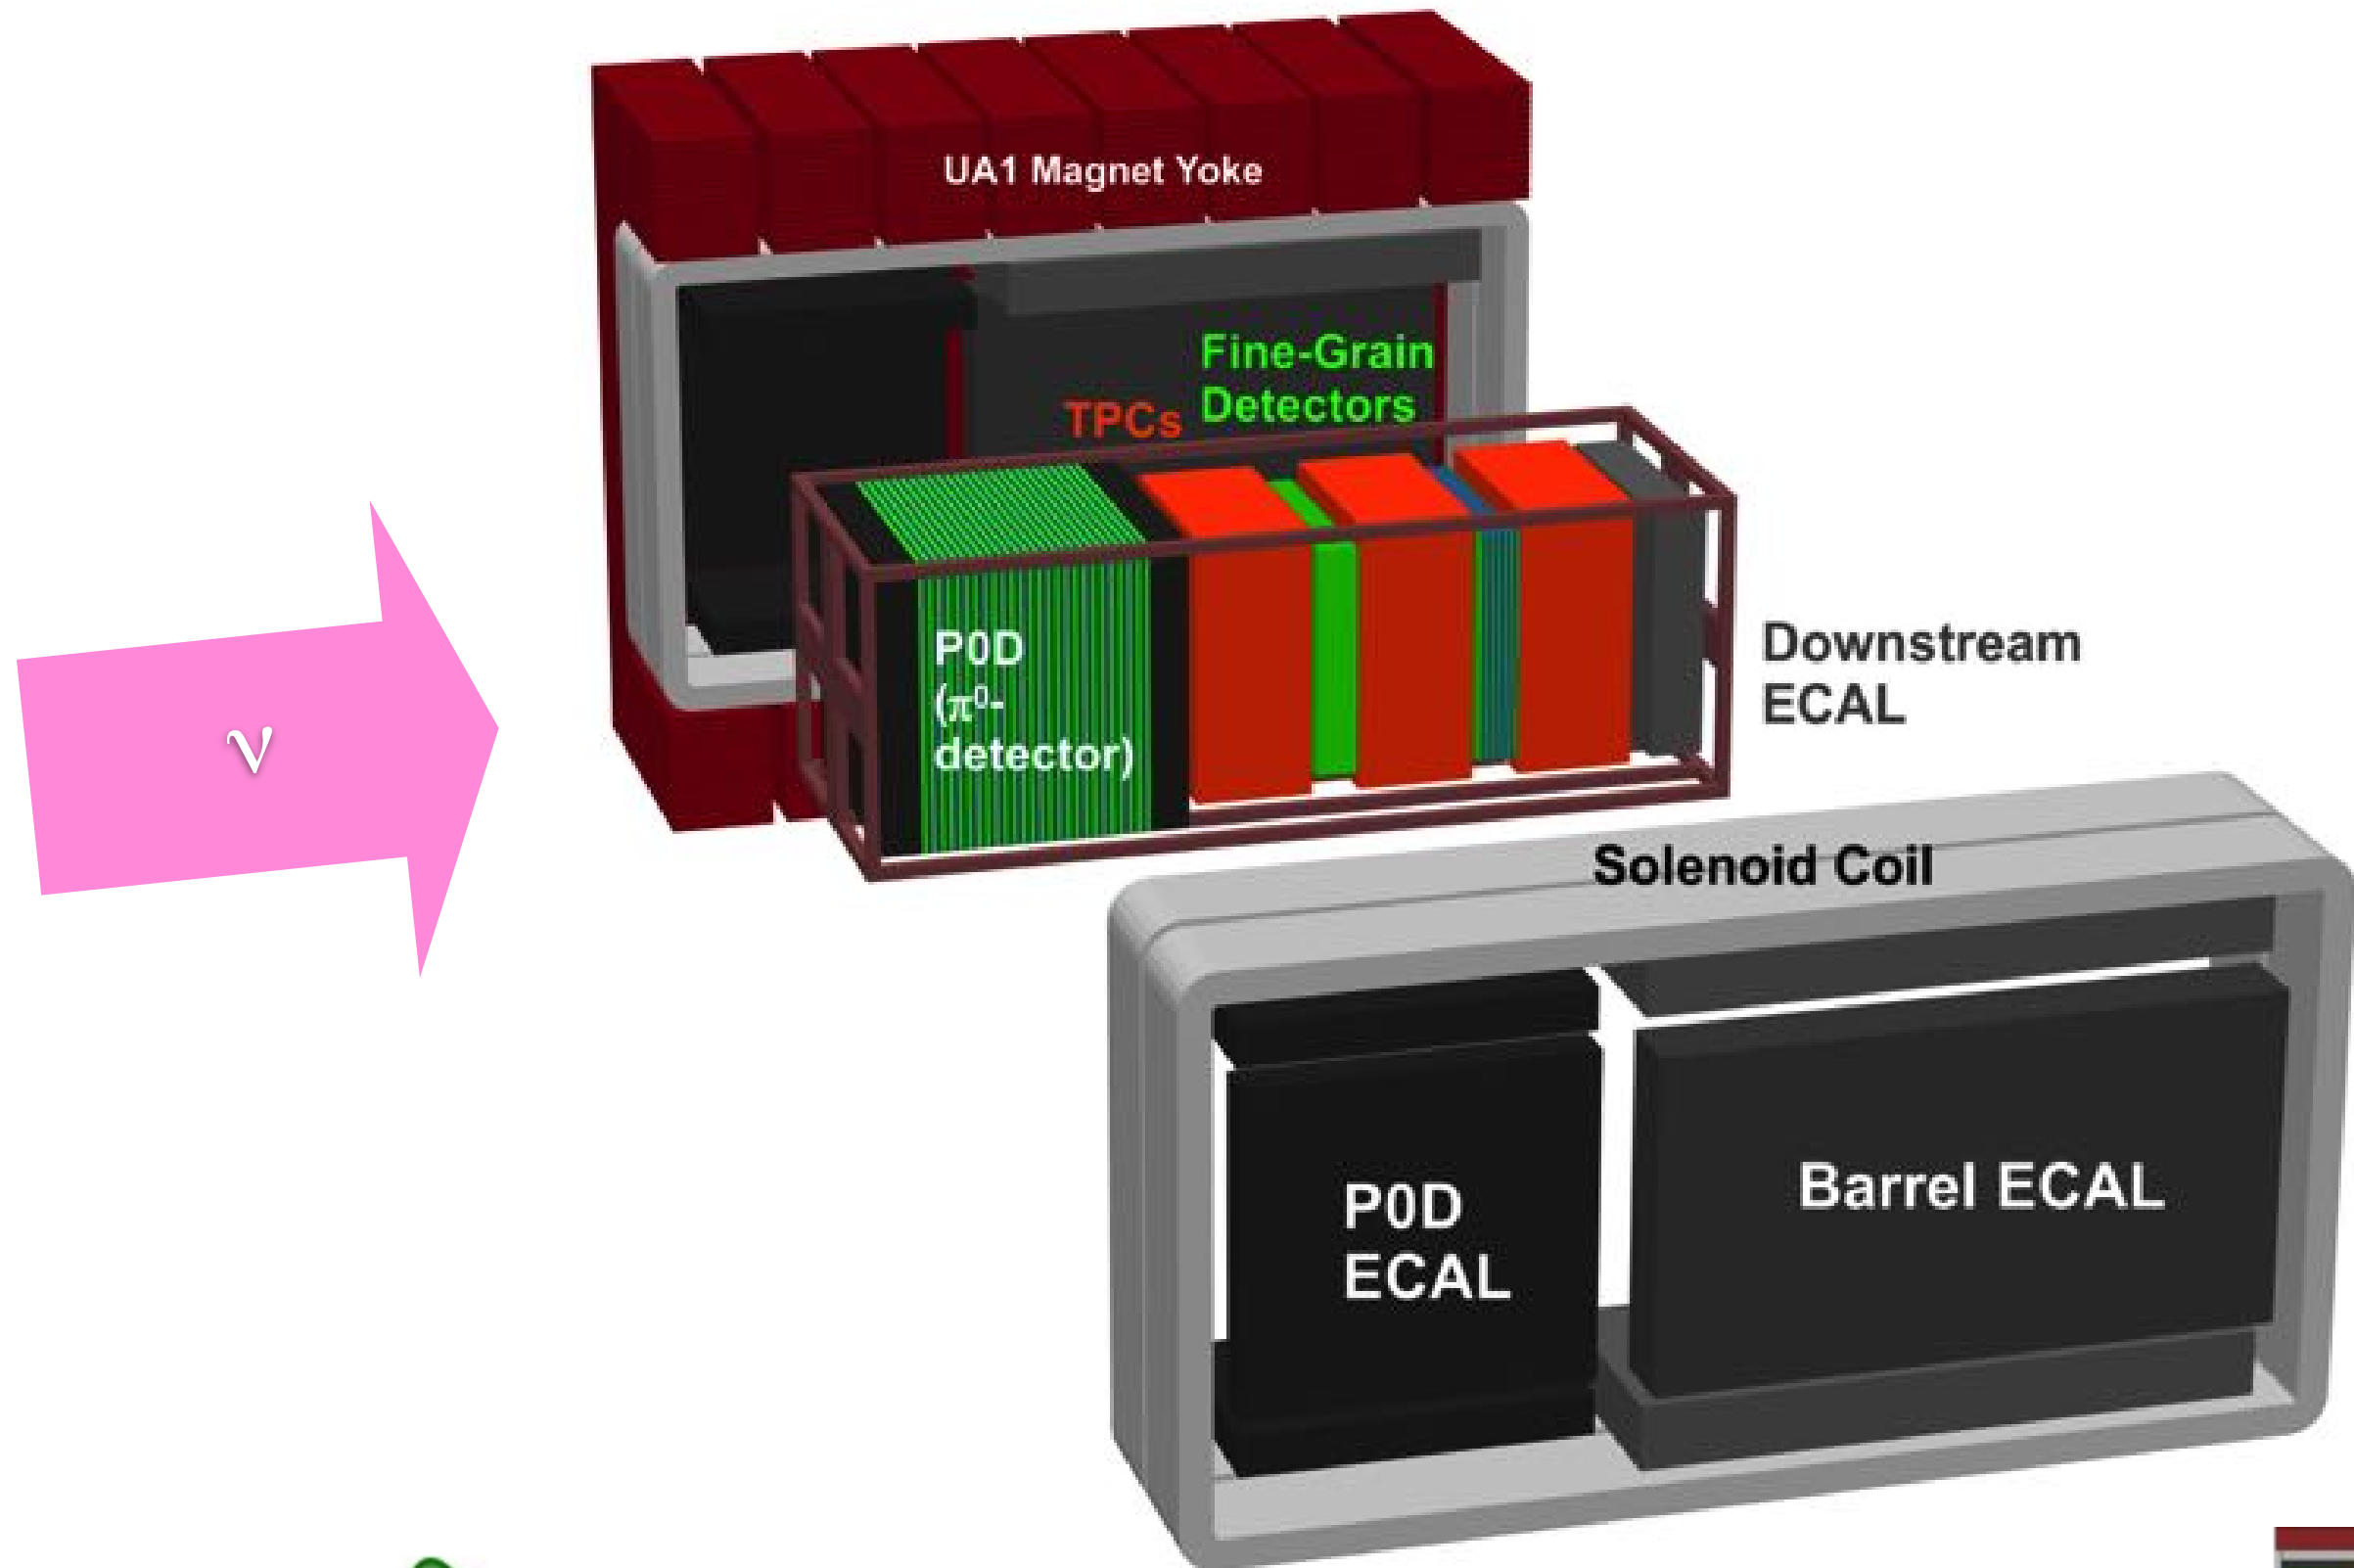 UA1 Magnet Yoke
Fine-Grain
Detectors
TPCs
P0D
(π⁰-
detector)
ν
Downstream
ECAL
Solenoid Coil
P0D
ECAL
Barrel ECAL